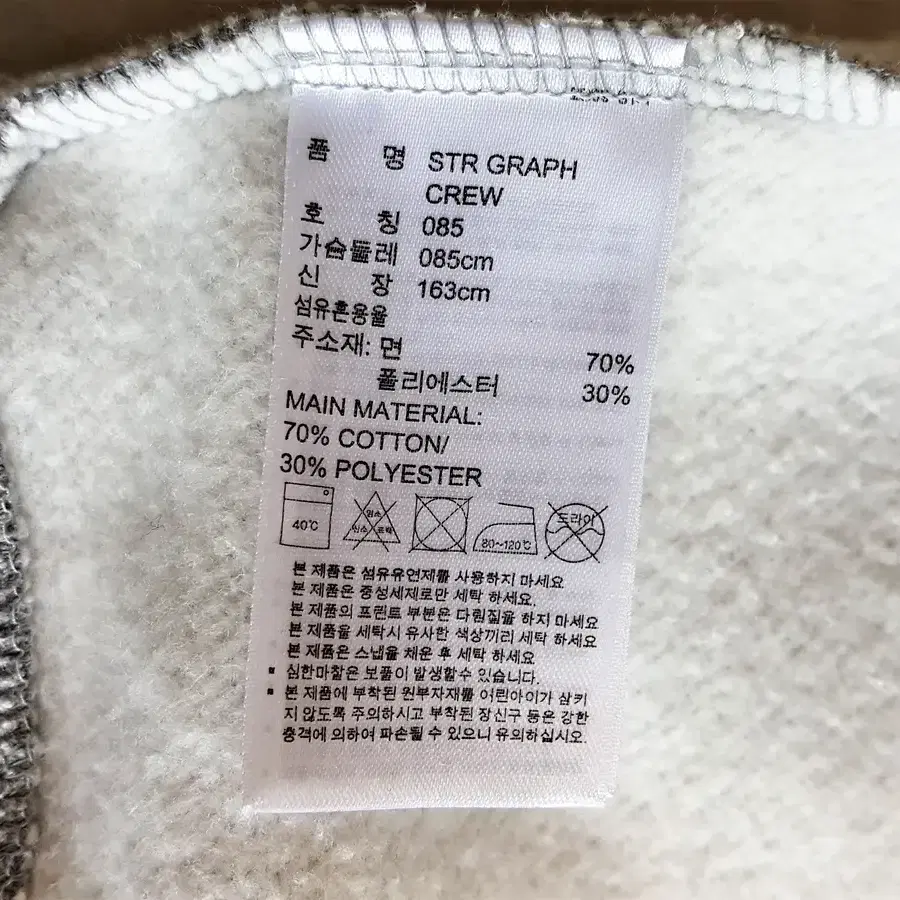 품 명 STR GRAPH
CREW
호 칭 085
가슴둘레 085cm
신 장 163cm
섬유혼용율
주소재: 면 70%
폴리에스터 30%
MAIN MATERIAL:
70% COTTON/
30% POLYESTER
40℃
염소
80~120℃
드라이
본 제품은 섬유유연제를 사용하지 마세요
본 제품은 중성세제로만 세탁 하세요.
본 제품의 프린트 부분은 다림질을 하지 마세요
본 제품을 세탁시 유사한 색상끼리 세탁 하세요
본 제품은 스냅을 채운 후 세탁 하세요
▪ 심한마찰은 보풀이 발생할수 있습니다.
▪ 본 제품에 부착된 원부자재를 어린아이가 삼키
지 않도록 주의하시고 부착된 장신구 등은 강한
충격에 의하여 파손될 수 있으니 유의하십시오.